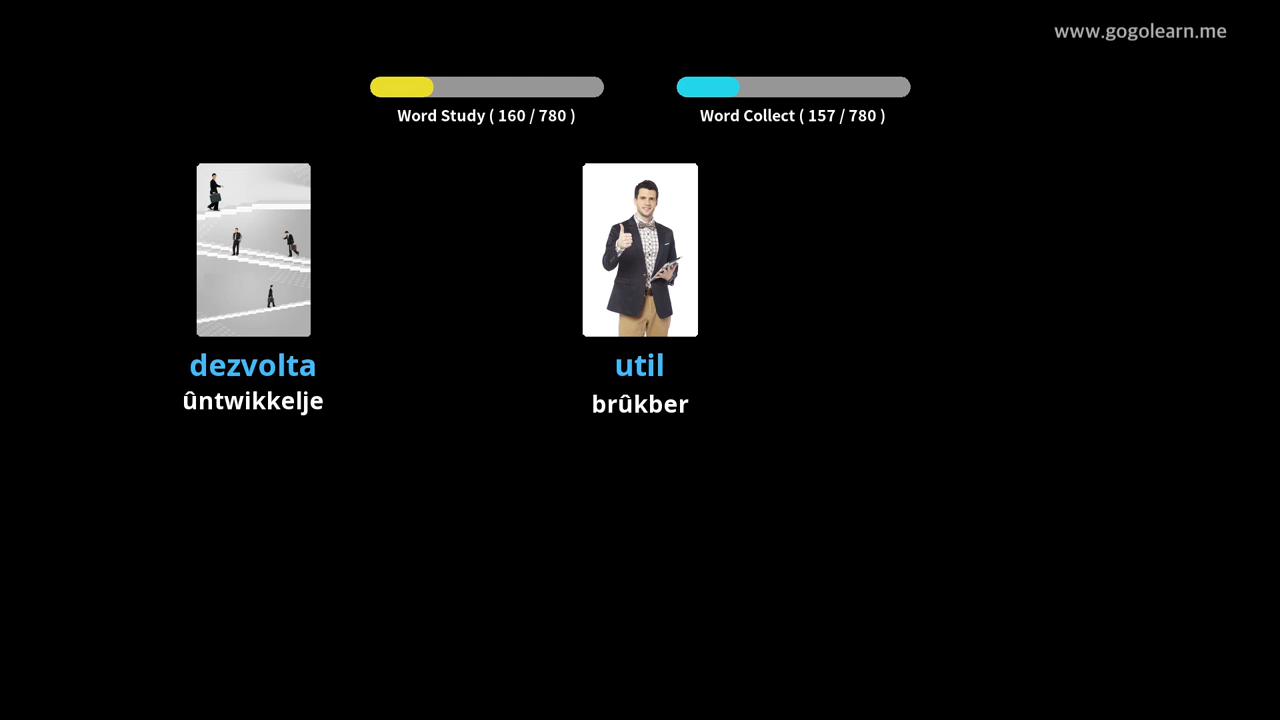 www.gogolearn.me
Word Study ( 160 / 780 )
Word Collect ( 157 / 780 )
dezvolta
ûntwikkelje
util
brûkber